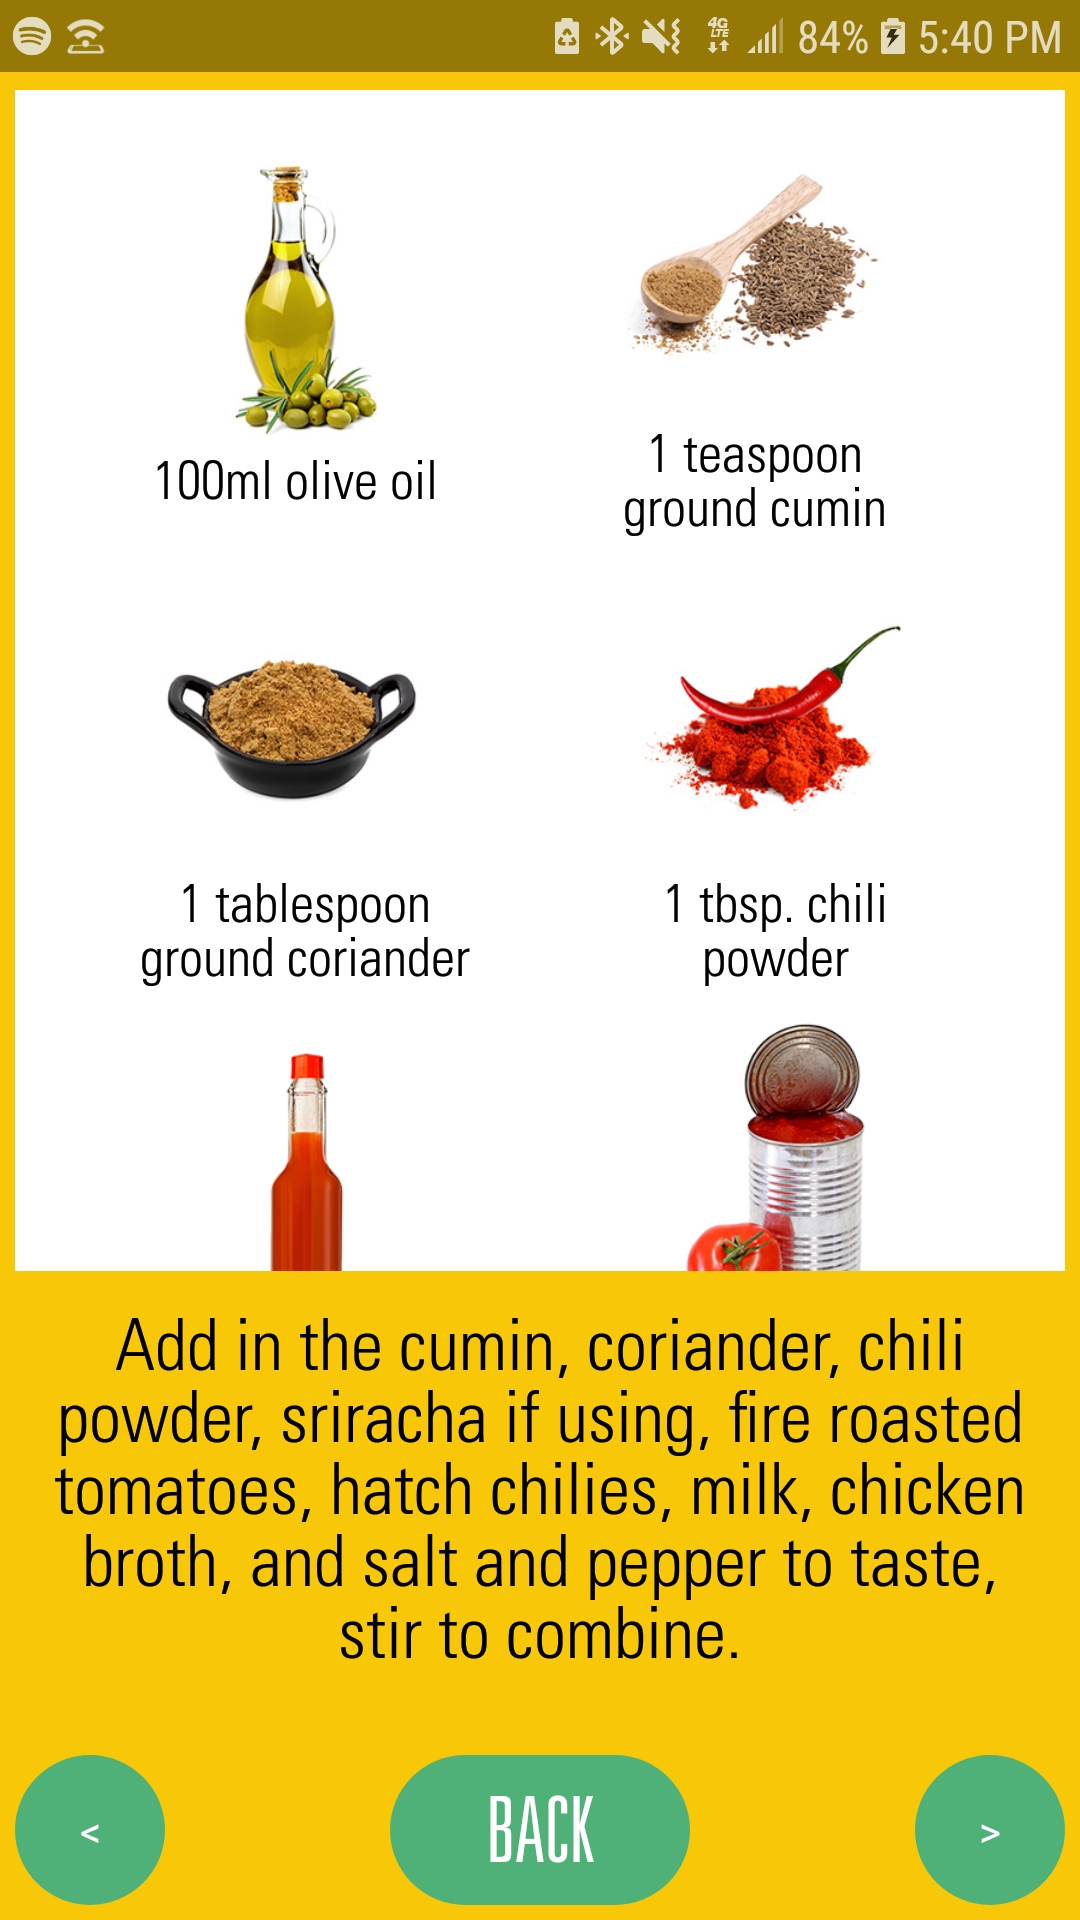 4G
LTE
84%
5:40 PM
100ml olive oil
1 teaspoon
ground cumin
1 tablespoon
ground coriander
1 tbsp. chili
powder
Add in the cumin, coriander, chili
powder, sriracha if using, fire roasted
tomatoes, hatch chilies, milk, chicken
broth, and salt and pepper to taste,
stir to combine.
<
BACK
>